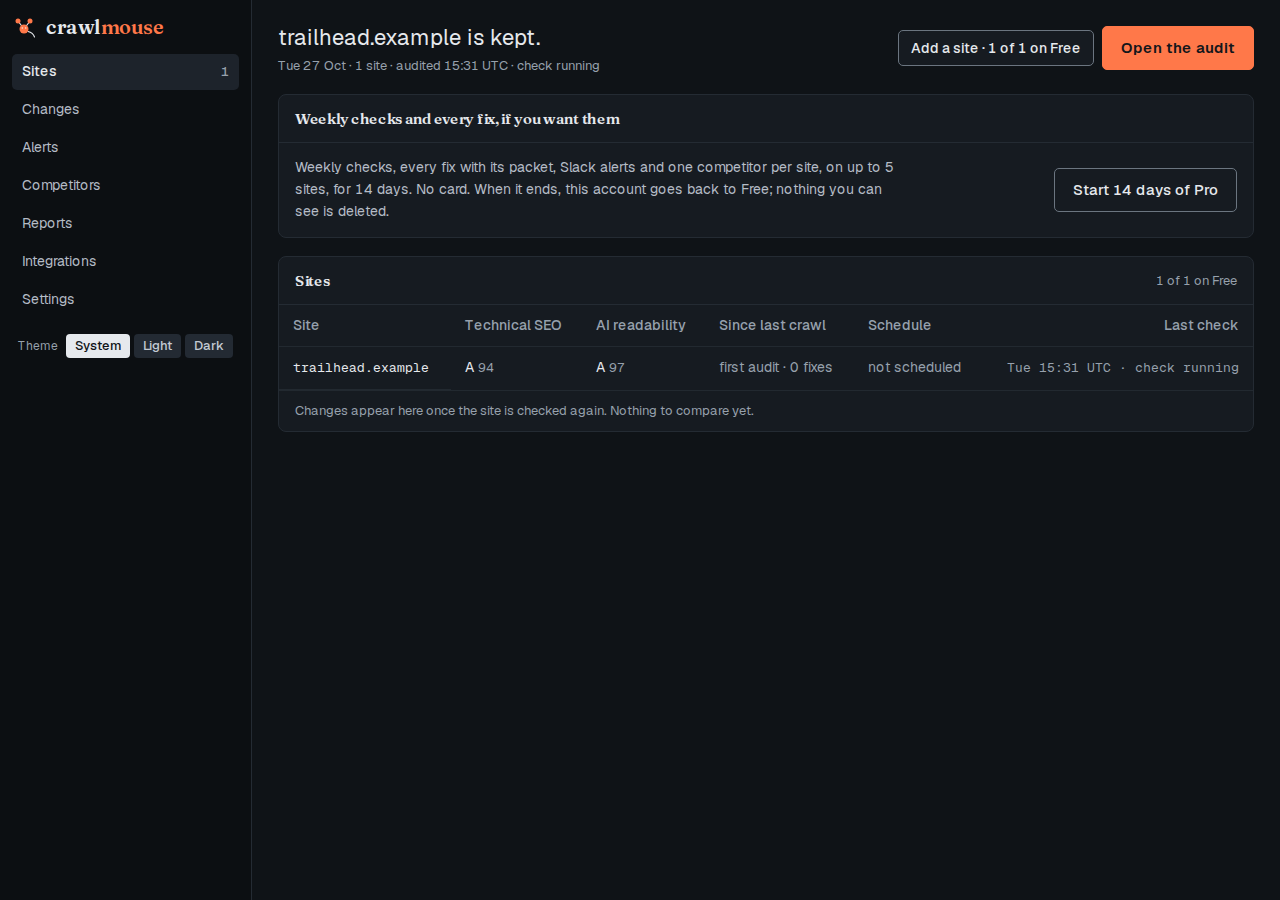 crawlmouse
Sites 1
Changes
Alerts
Competitors
Reports
Integrations
Settings
Theme System Light Dark
trailhead.example is kept.
Tue 27 Oct · 1 site · audited 15:31 UTC · check running
Add a site · 1 of 1 on Free
Open the audit
Weekly checks and every fix, if you want them
Weekly checks, every fix with its packet, Slack alerts and one competitor per site, on up to 5
sites, for 14 days. No card. When it ends, this account goes back to Free; nothing you can
see is deleted.
Start 14 days of Pro
Sites 1 of 1 on Free
Site Technical SEO AI readability Since last crawl Schedule Last check
trailhead.example A 94 A 97 first audit · 0 fixes not scheduled Tue 15:31 UTC · check running
Changes appear here once the site is checked again. Nothing to compare yet.